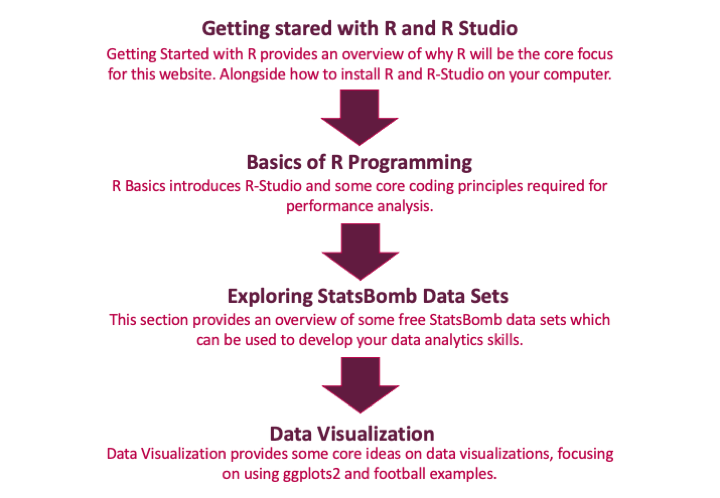 Getting stared with R and R Studio
Getting Started with R provides an overview of why R will be the core focus
for this website. Alongside how to install R and R-Studio on your computer.
Basics of R Programming
R Basics introduces R-Studio and some core coding principles required for
performance analysis.
Exploring StatsBomb Data Sets
This section provides an overview of some free StatsBomb data sets which
can be used to develop your data analytics skills.
Data Visualization
Data Visualization provides some core ideas on data visualizations, focusing
on using ggplots2 and football examples.